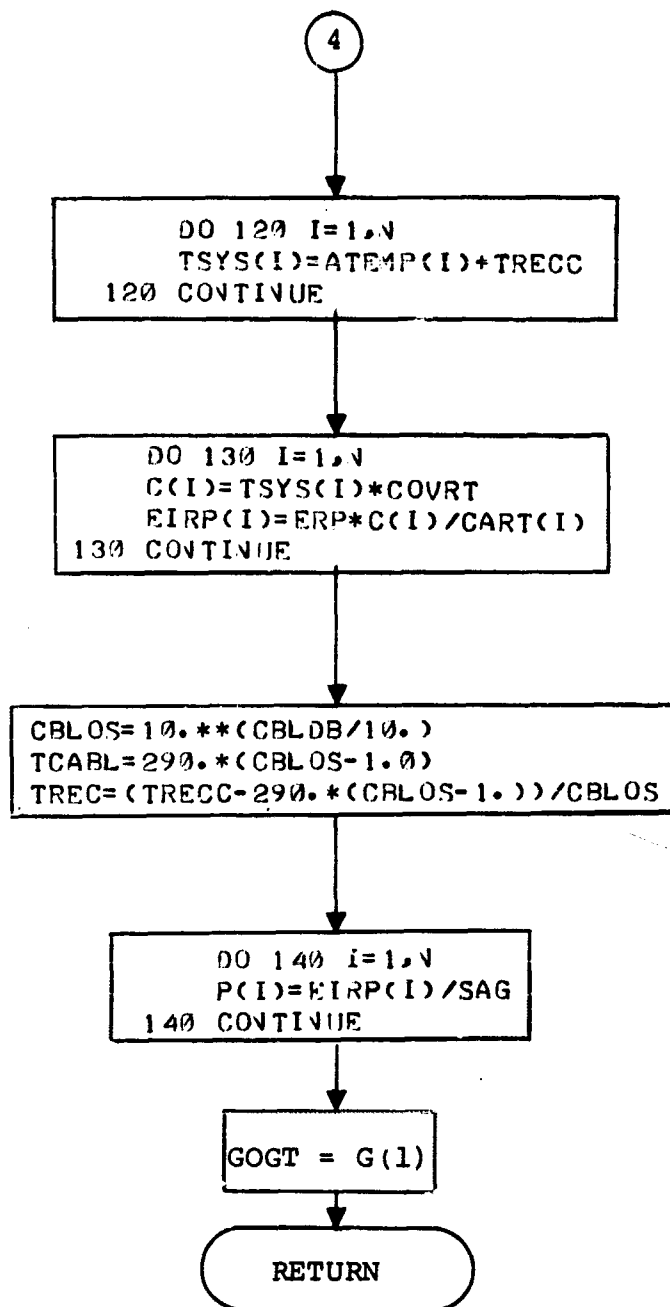 4
DO 120 I=1,N
TSYS(I)=ATEMP(I)+TRECC
120 CONTINUE
DO 130 I=1,N
C(I)=TSYS(I)*COVRT
EIRP(I)=ERP*C(I)/CART(I)
130 CONTINUE
CBLOS=10.**(CBLDB/10.)
TCABL=290.*(CBLOS-1.0)
TREC=(TRECC-290.*(CBLOS-1.))/CBLOS
DO 140 I=1,N
P(I)=EIRP(I)/SAG
140 CONTINUE
GOGT = G(1)
RETURN